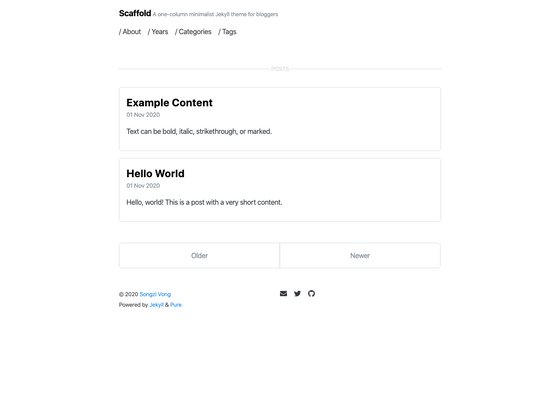 Scaffold A one-column minimalist Jekyll theme for bloggers
/ About / Years / Categories / Tags
POSTS
Example Content
01 Nov 2020
Text can be bold, italic, strikethrough, or marked.
Hello World
01 Nov 2020
Hello, world! This is a post with a very short content.
Older Newer
© 2020 Songzi Vong
Powered by Jekyll & Pure